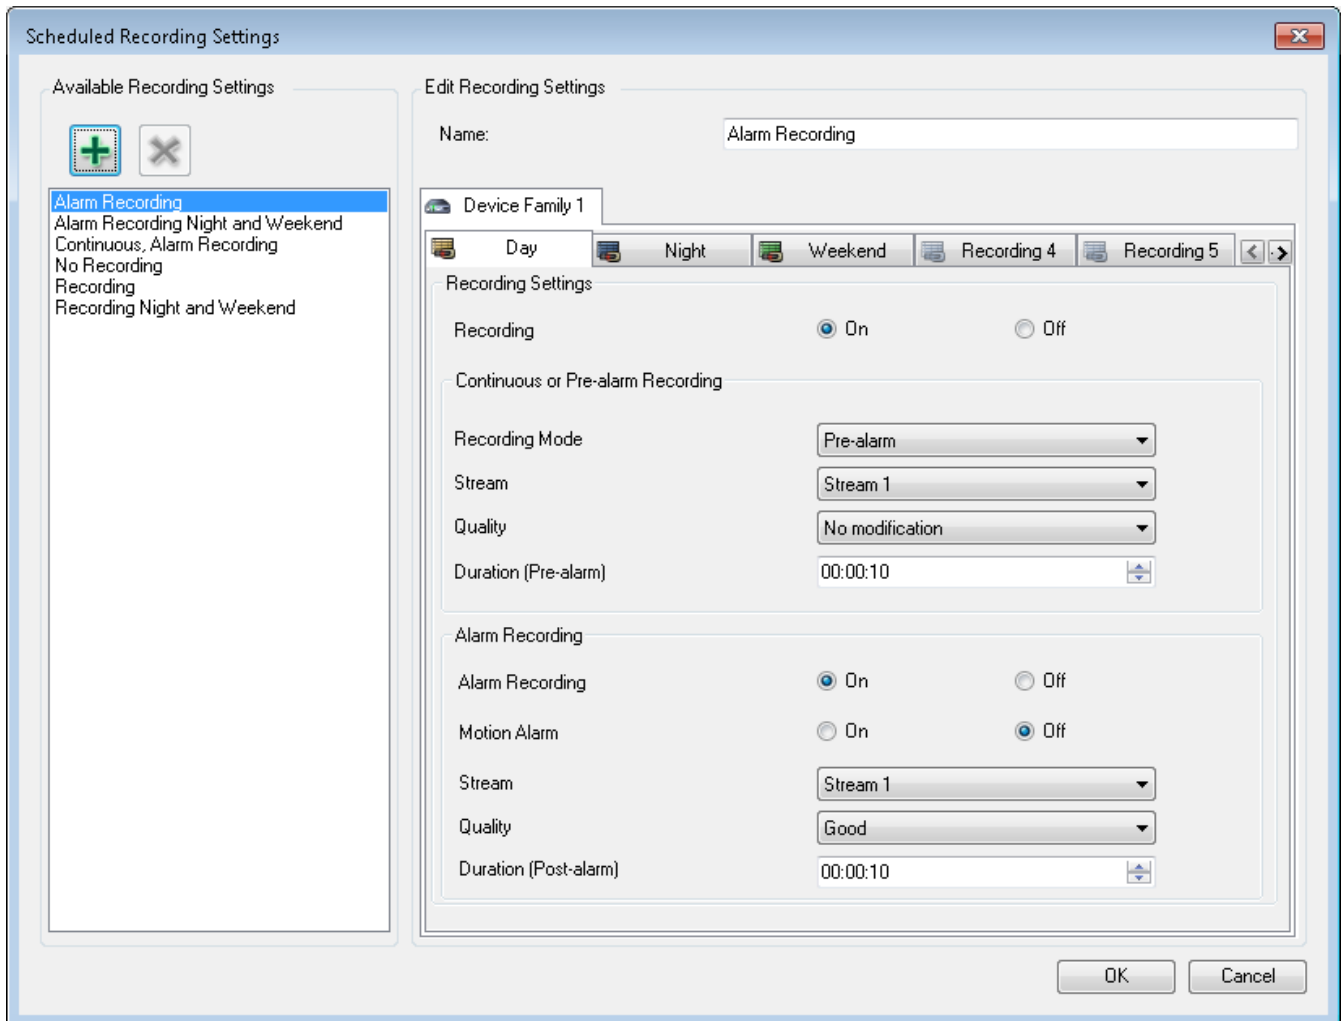 Scheduled Recording Settings
Available Recording Settings
Alarm Recording
Alarm Recording Night and Weekend
Continuous, Alarm Recording
No Recording
Recording
Recording Night and Weekend
Edit Recording Settings
Name: Alarm Recording
Device Family 1
Day Night Weekend Recording 4 Recording 5
Recording Settings
Recording On Off
Continuous or Pre-alarm Recording
Recording Mode Pre-alarm
Stream Stream 1
Quality No modification
Duration (Pre-alarm) 00:00:10
Alarm Recording
Alarm Recording On Off
Motion Alarm On Off
Stream Stream 1
Quality Good
Duration (Post-alarm) 00:00:10
OK Cancel